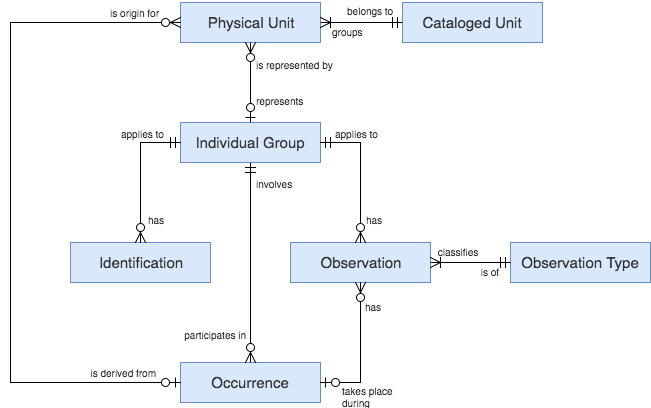 is origin for
Physical Unit
belongs to
groups
Cataloged Unit
is represented by
represents
applies to
Individual Group
applies to
involves
has
has
Identification
Observation
classifies
is of
Observation Type
has
participates in
is derived from
Occurrence
takes place
during